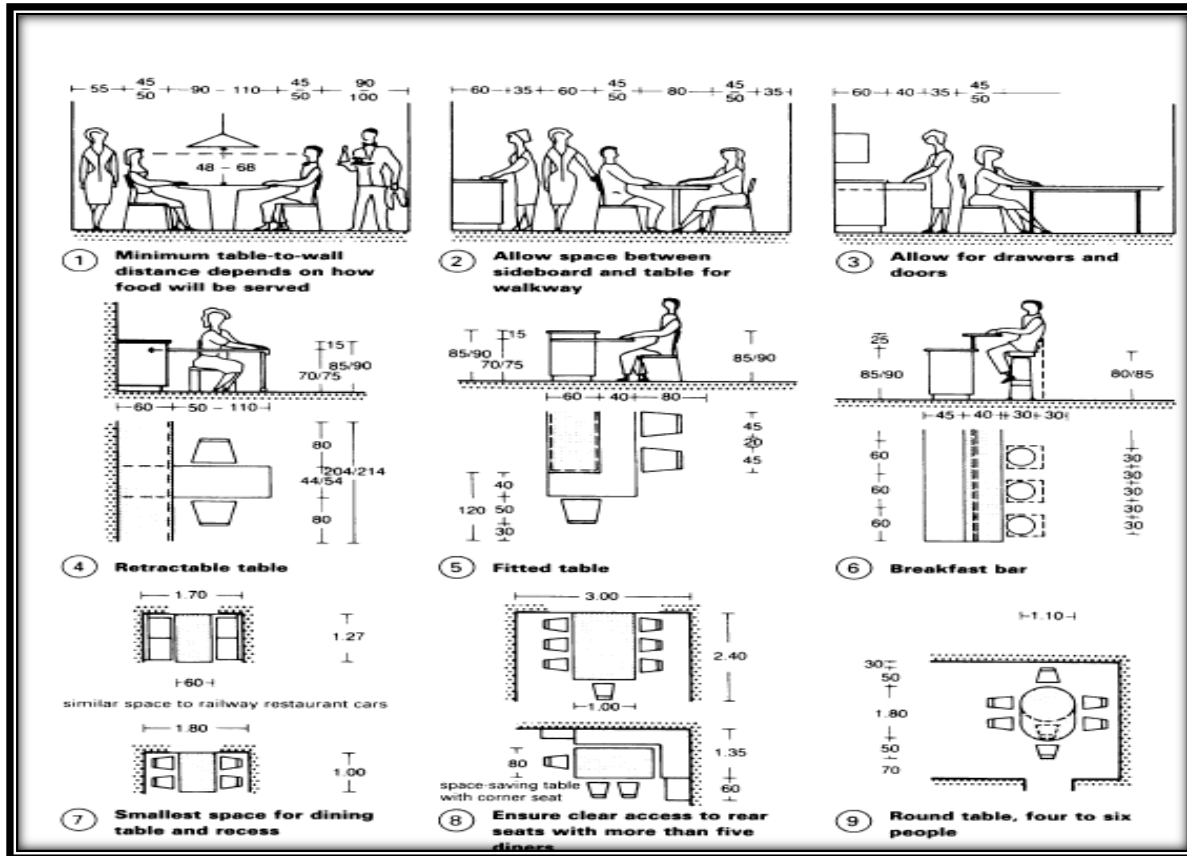 55 45/50 90 – 110 45/50 90/100
48 – 68
1 Minimum table-to-wall
distance depends on how
food will be served
60 35 60 45/50 80 45/50 35
2 Allow space between
sideboard and table for
walkway
60 40 35 45/50
3 Allow for drawers and
doors
15
70/75 85/90
60 50 – 110
80
204/214
44/54
80
4 Retractable table
85/90 70/75 15 85/90
60 40 80
45
20
45
120 40
50
30
5 Fitted table
25
85/90 80/85
45 40 30 30
60
60
60
30
30
30
30
30
30
6 Breakfast bar
1.70
1.27
60
similar space to railway restaurant cars
1.80
1.00
7 Smallest space for dining
table and recess
3.00
2.40
1.00
80
1.35
60
space-saving table
with corner seat
8 Ensure clear access to rear
seats with more than five
diners
1.10
30
50
1.80
50
70
9 Round table, four to six
people